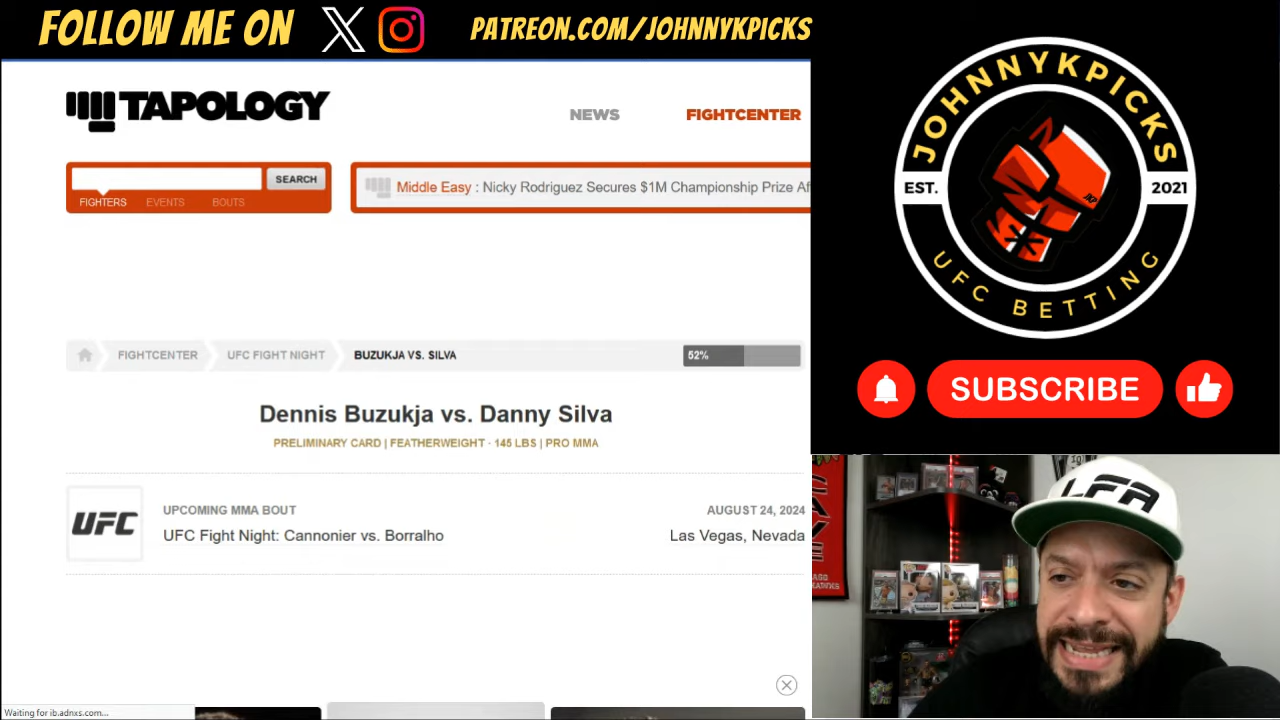 FOLLOW ME ON
PATREON.COM/JOHNNYKPICKS
TAPOLOGY
NEWS
FIGHTCENTER
SEARCH
FIGHTERS
EVENTS
BOUTS
Middle Easy : Nicky Rodriguez Secures $1M Championship Prize Af
FIGHTCENTER
UFC FIGHT NIGHT
BUZUKJA VS. SILVA
52%
Dennis Buzukja vs. Danny Silva
PRELIMINARY CARD | FEATHERWEIGHT · 145 LBS | PRO MMA
UFC
UPCOMING MMA BOUT
UFC Fight Night: Cannonier vs. Borralho
AUGUST 24, 2024
Las Vegas, Nevada
Waiting for ib.adnxs.com...
JOHNNYKPICKS
EST.
2021
UFC BETTING
SUBSCRIBE
LFA